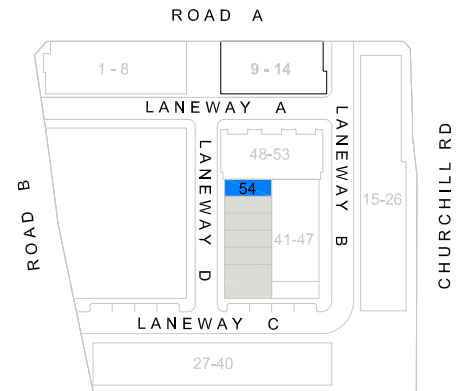 ROAD A
1 - 8
9 - 14
LANEWAY A
48-53
LANEWAY B
15-26
CHURCHILL RD
ROAD B
LANEWAY D
54
41-47
LANEWAY C
27-40